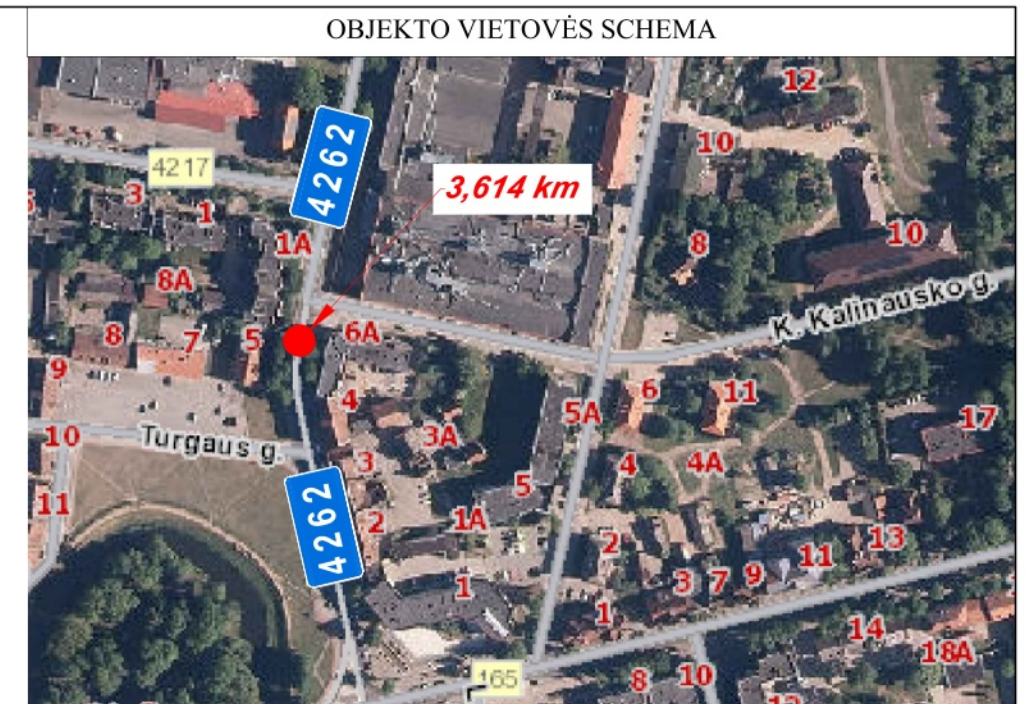 OBJEKTO VIETOVĖS SCHEMA
12
4262
10
4217
3,614 km
3
1
1A
8
10
8A
K. Kalinausko g.
8
7
5
6A
9
6
11
4
5A
17
10
Turgaus g.
3A
3
4
4A
11
5
4262
2
1A
2
13
11
3
7
9
1
1
14
18A
165
8
10